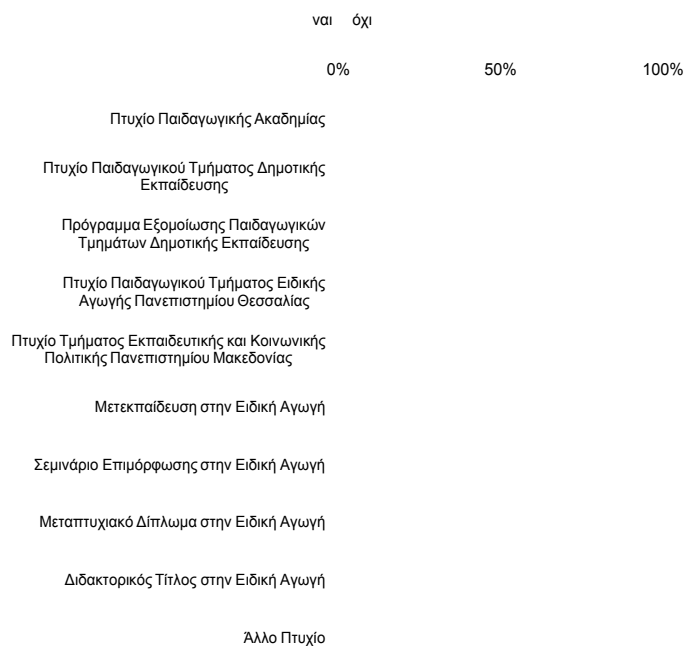 ναι όχι
0% 50% 100%
Πτυχίο Παιδαγωγικής Ακαδημίας
Πτυχίο Παιδαγωγικού Τμήματος Δημοτικής
Εκπαίδευσης
Πρόγραμμα Εξομοίωσης Παιδαγωγικών
Τμημάτων Δημοτικής Εκπαίδευσης
Πτυχίο Παιδαγωγικού Τμήματος Ειδικής
Αγωγής Πανεπιστημίου Θεσσαλίας
Πτυχίο Τμήματος Εκπαιδευτικής και Κοινωνικής
Πολιτικής Πανεπιστημίου Μακεδονίας
Μετεκπαίδευση στην Ειδική Αγωγή
Σεμινάριο Επιμόρφωσης στην Ειδική Αγωγή
Μεταπτυχιακό Δίπλωμα στην Ειδική Αγωγή
Διδακτορικός Τίτλος στην Ειδική Αγωγή
Άλλο Πτυχίο